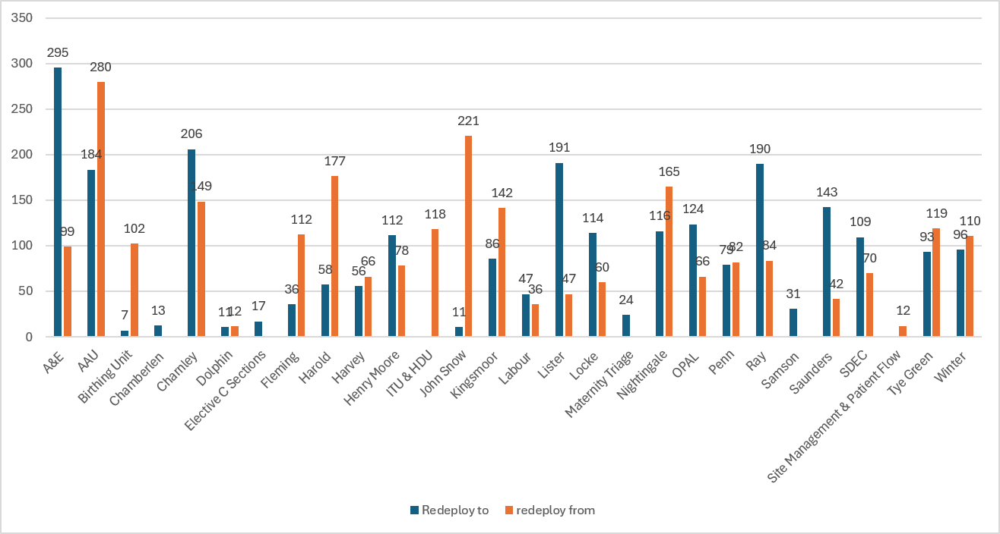 350
300
250
200
150
100
50
0
295
99
184
280
7
102
13
206
149
11
12
17
36
112
58
177
56
66
112
78
118
11
221
86
142
47
36
191
47
114
60
24
116
165
124
66
79
82
190
84
31
143
42
109
70
12
93
119
96
110
A&E
AAU
Birthing Unit
Chamberlen
Charnley
Dolphin
Elective C Sections
Fleming
Harold
Harvey
Henry Moore
ITU & HDU
John Snow
Kingsmoor
Labour
Lister
Locke
Maternity Triage
Nightingale
OPAL
Penn
Ray
Samson
Saunders
SDEC
Site Management & Patient Flow
Tye Green
Winter
Redeploy to
redeploy from